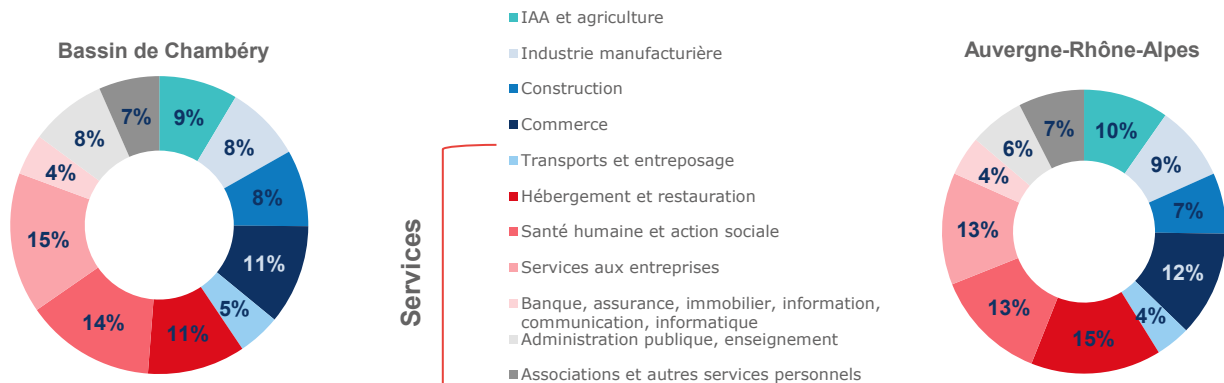 Bassin de Chambéry
9%
8%
8%
11%
5%
11%
14%
15%
4%
8%
7%
Services
IAA et agriculture
Industrie manufacturière
Construction
Commerce
Transports et entreposage
Hébergement et restauration
Santé humaine et action sociale
Services aux entreprises
Banque, assurance, immobilier, information,
communication, informatique
Administration publique, enseignement
Associations et autres services personnels
Auvergne-Rhône-Alpes
10%
9%
7%
12%
4%
15%
13%
13%
4%
6%
7%